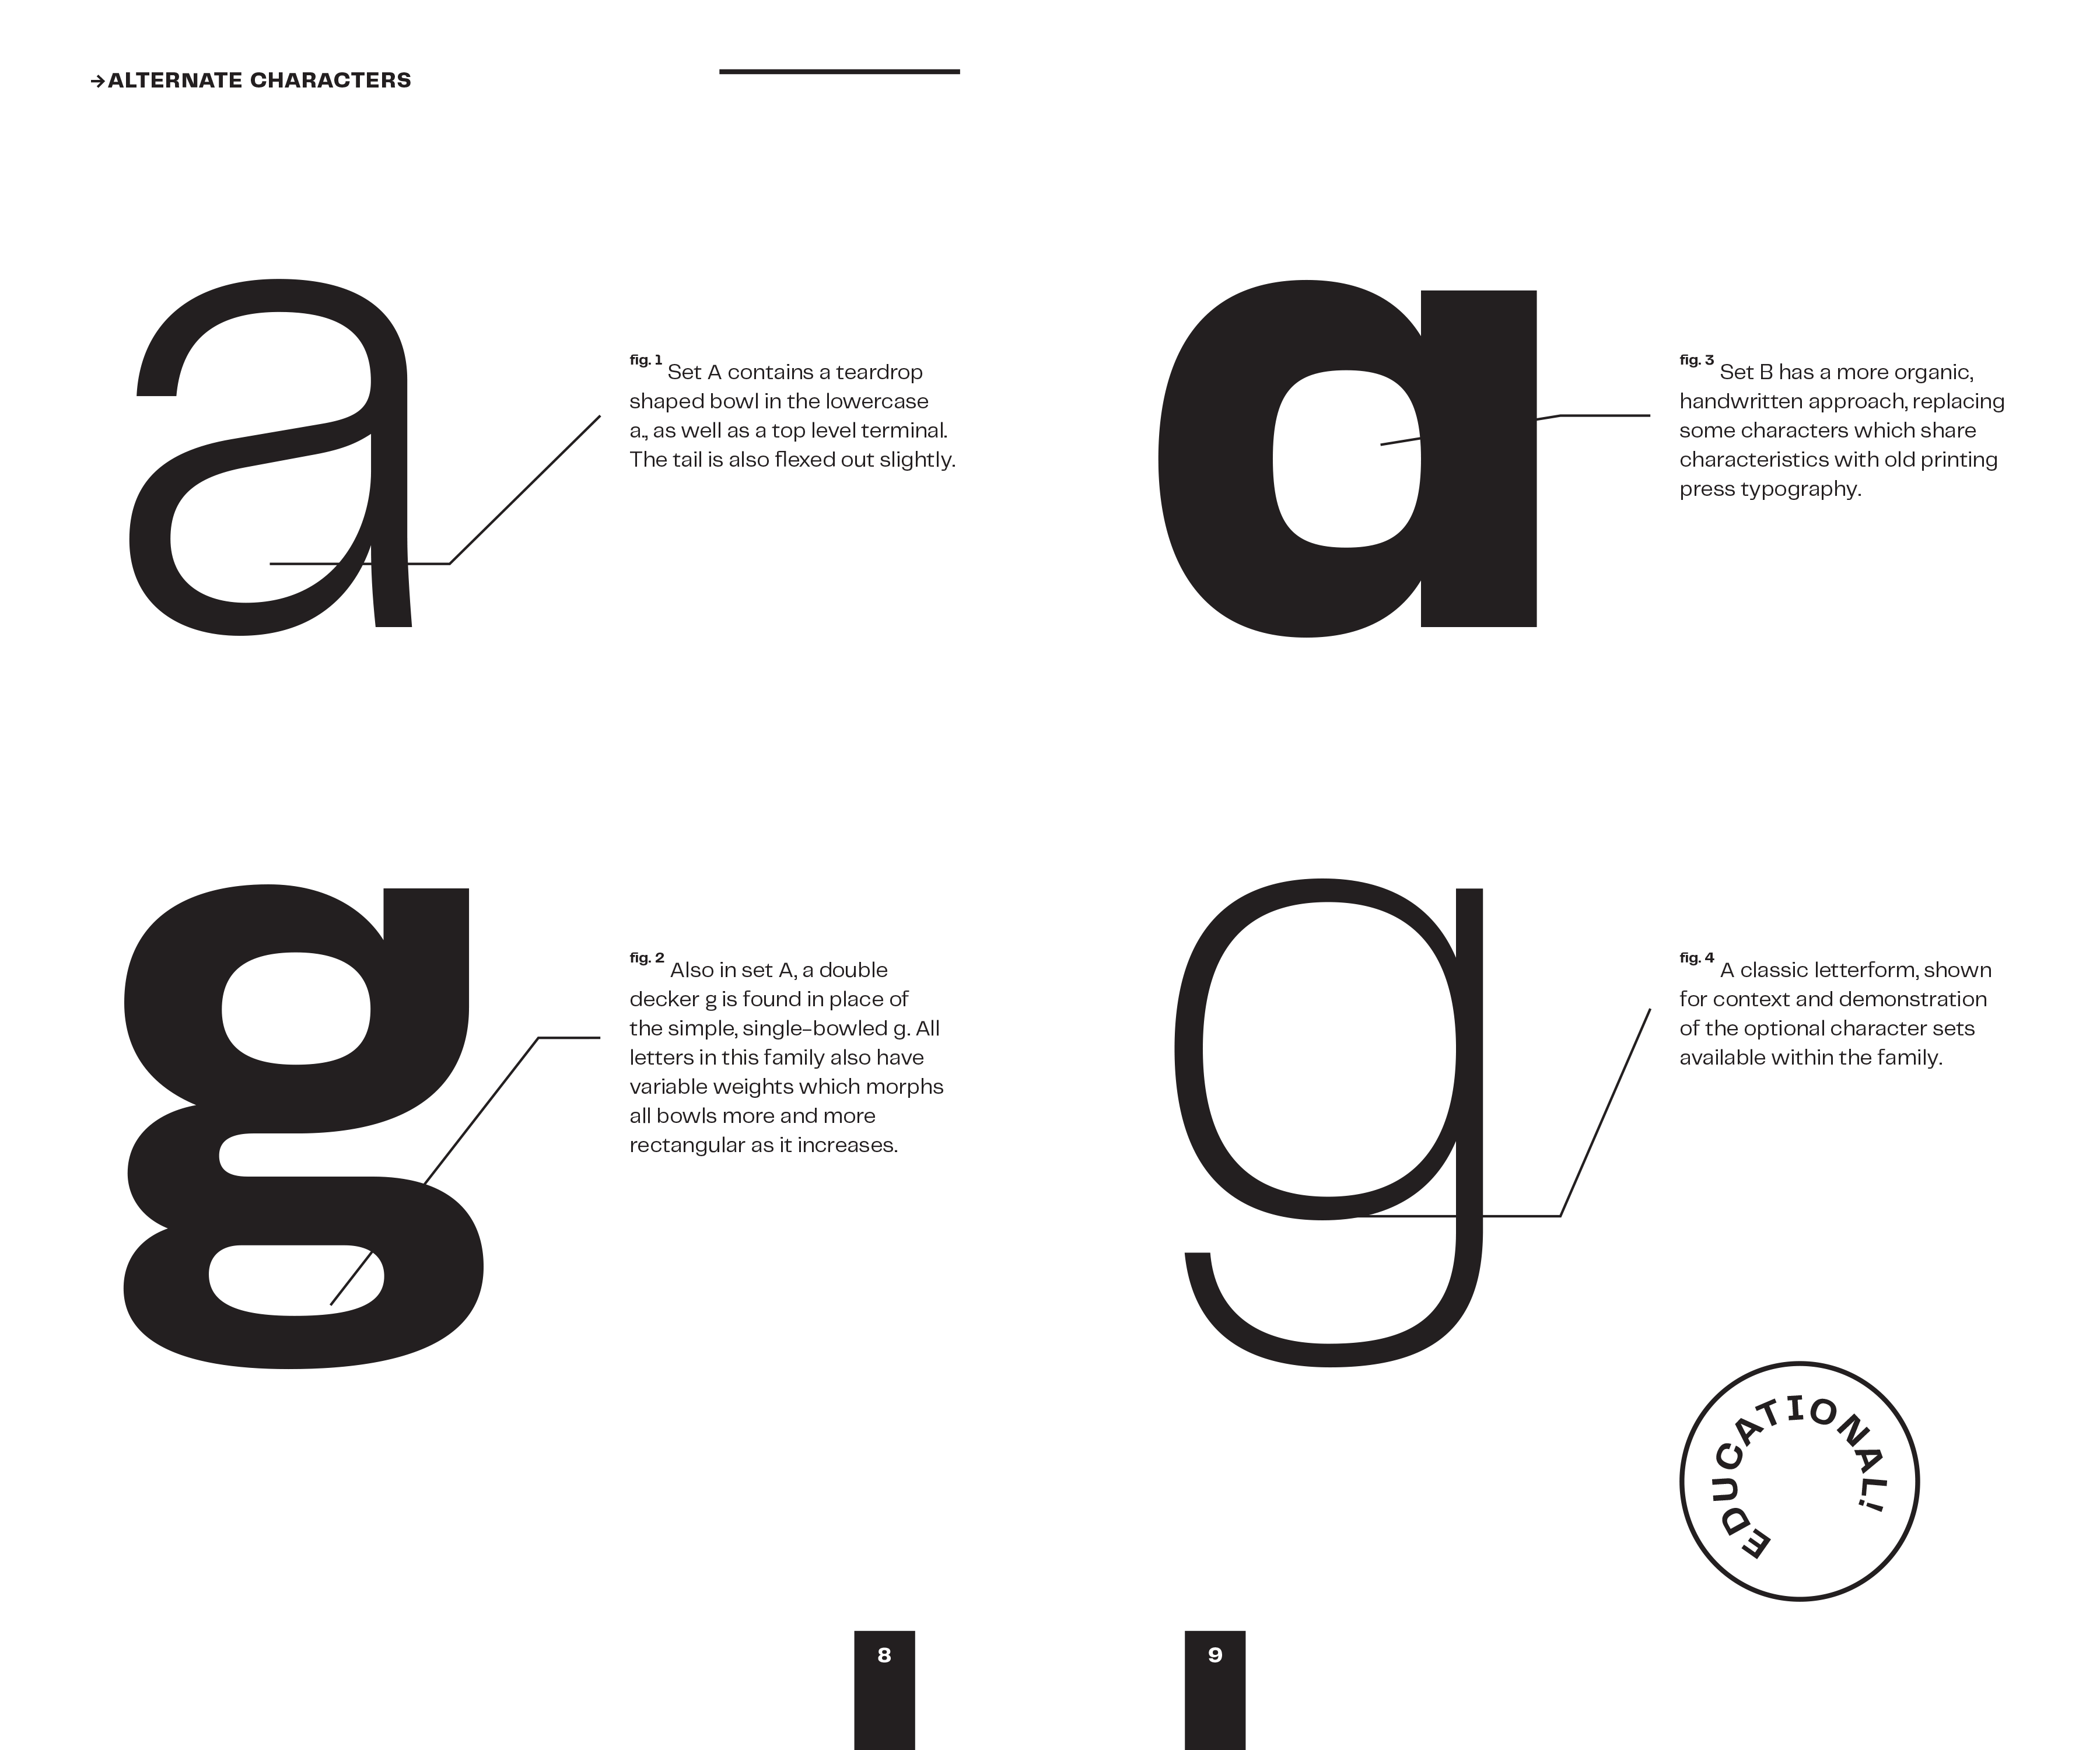 →ALTERNATE CHARACTERS
a
fig. 1 Set A contains a teardrop
shaped bowl in the lowercase
a., as well as a top level terminal.
The tail is also flexed out slightly.
g
fig. 2 Also in set A, a double
decker g is found in place of
the simple, single-bowled g. All
letters in this family also have
variable weights which morphs
all bowls more and more
rectangular as it increases.
8
a
fig. 3 Set B has a more organic,
handwritten approach, replacing
some characters which share
characteristics with old printing
press typography.
g
fig. 4 A classic letterform, shown
for context and demonstration
of the optional character sets
available within the family.
EDUCATIONAL!
9